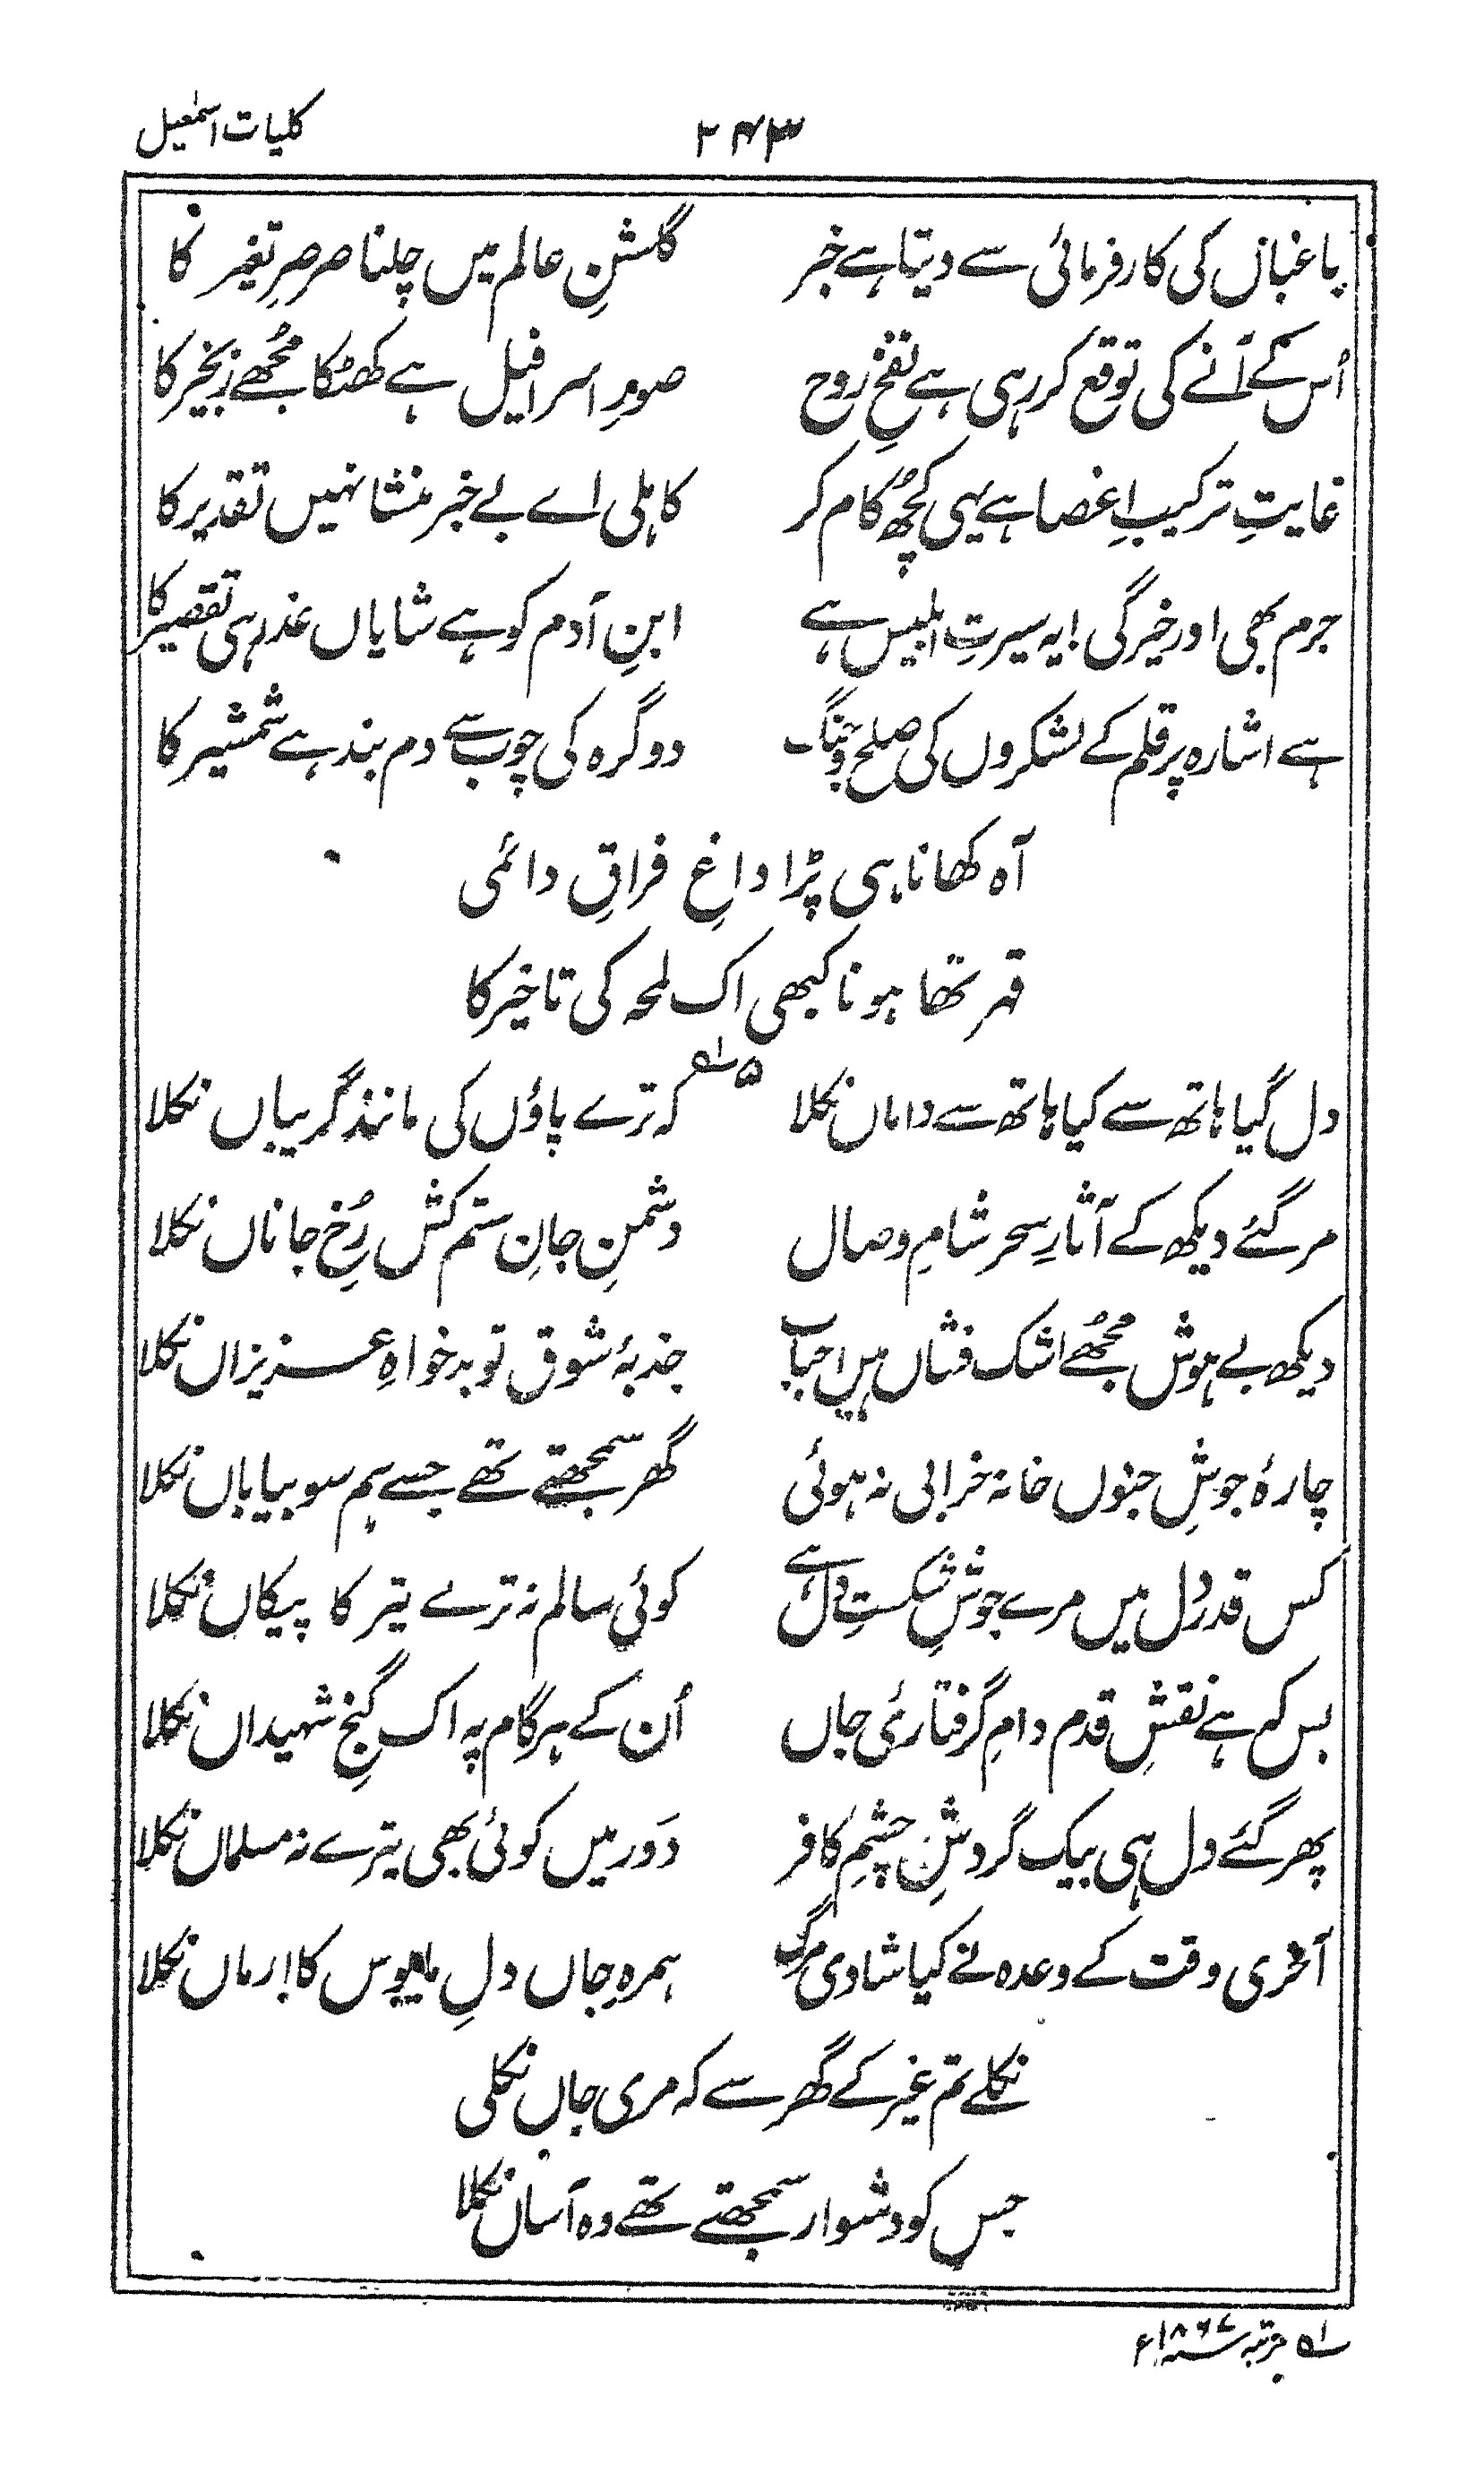 کلیات اسمٰعیل
۲۴۳
باغباں کی کارفرمائی سے دیتا ہے خبر گلشنِ عالم میں چلنا صرصرِ تغیر کا
اُس کے آنے کی توقع کر رہی ہے نفخِ روح صورِ اسرافیل ہے کھٹکا مجھے زنجیر کا
غایتِ ترکیبِ اعضا ہے یہی کچھ کام کر کاہلی اے بے خبر منشا نہیں تقدیر کا
جرم بھی اور خیرگی! یہ سیرتِ ابلیس ہے ابنِ آدم کو ہے شایاں عذر ہی تقصیر کا
ہے اشارہ پر قلم کے لشکروں کی صلح و جنگ دو گرہ کی چوب سے دم بند ہے شمشیر کا
آہ کھانا ہی پڑا داغِ فراقِ دائمی
قہر تھا ہونا کبھی اک لمحہ کی تاخیر کا
۵ ؎۱
دل گیا ہاتھ سے کیا ہاتھ سے داماں نکلا کہ ترے پاؤں کی مانند گریباں نکلا
مر گئے دیکھ کے آثارِ سحر شامِ وصال دشمنِ جانِ ستم کش رُخِ جاناں نکلا
دیکھ بے ہوش مجھے اشک فشاں ہیں احباب جذبۂ شوق تو بدخواہِ عزیزاں نکلا
چارۂ جوشِ جنوں خانہ خرابی نہ ہوئی گھر سمجھتے تھے جسے ہم سو بیاباں نکلا
کس قدر دل میں مرے جوشِ شکستِ دل ہے کوئی سالم نہ ترے تیر کا پیکاں نکلا
بس کہ ہے نقشِ قدم دامِ گرفتاریٔ جاں اُن کے ہر گام پہ اک گنجِ شہیداں نکلا
پھر گئے دل ہی بیک گردشِ چشمِ کافر دَور میں کوئی بھی تیرے نہ مسلماں نکلا
آخری وقت کے وعدہ نے کیا شادی مرگ ہمرہِ جاں دلِ مایوس کا ارماں نکلا
نکلے تم غیر کے گھر سے کہ مری جاں نکلی
جس کو دشوار سمجھتے تھے وہ آساں نکلا
؎۱ مرتبہ ۱۸۶۷ء